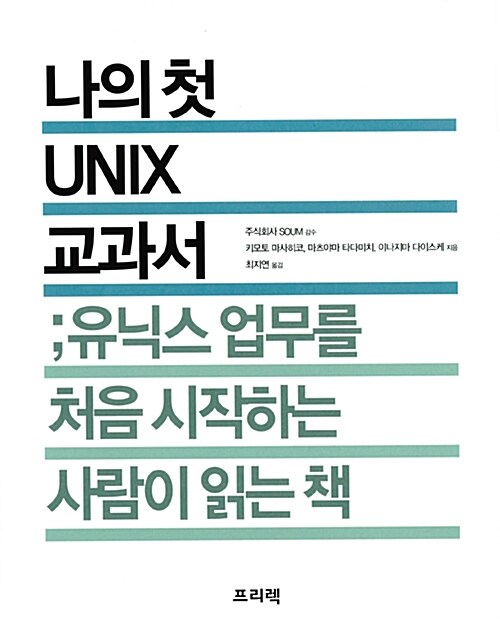 나의 첫
UNIX
교과서
주식회사 SOUM 감수
키모토 마사히코, 마츠야마 타다미치, 이나지마 다이스케 지음
최지연 옮김
;유닉스 업무를
처음 시작하는
사람이 읽는 책
프리렉